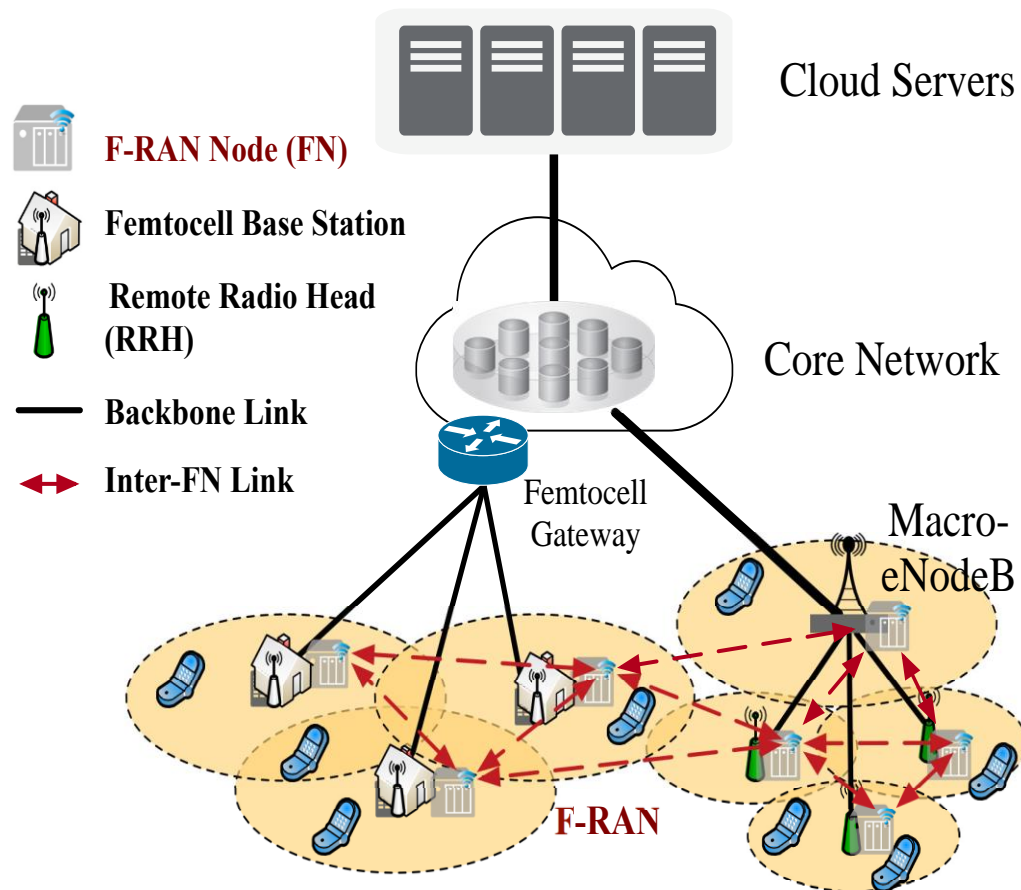 Cloud Servers
F-RAN Node (FN)
Femtocell Base Station
Remote Radio Head
(RRH)
Core Network
Backbone Link
Inter-FN Link
Femtocell
Gateway
Macro-
eNodeB
F-RAN